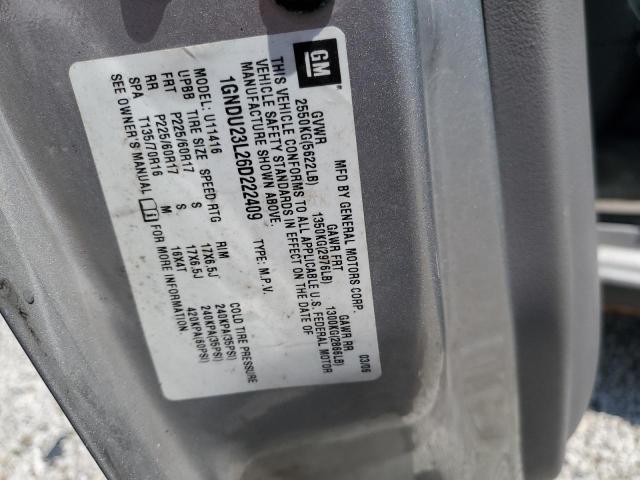 GM
MFD BY GENERAL MOTORS CORP. 03/06
GVWR GAWR FRT GAWR RR
2550KG(5622LB) 1350KG(2976LB) 1300KG(2866LB)
THIS VEHICLE CONFORMS TO ALL APPLICABLE U.S. FEDERAL MOTOR
VEHICLE SAFETY STANDARDS IN EFFECT ON THE DATE OF
MANUFACTURE SHOWN ABOVE.
1GNDU23L26D222409 TYPE: M.P.V.
MODEL: U11416
UPBB TIRE SIZE SPEED RTG RIM COLD TIRE PRESSURE
FRT P225/60R17 S 17X6.5J 240KPA(35PSI)
RR P225/60R17 S 17X6.5J 240KPA(35PSI)
SPA T135/70R16 M 16X4T 420KPA(60PSI)
SEE OWNER'S MANUAL FOR MORE INFORMATION